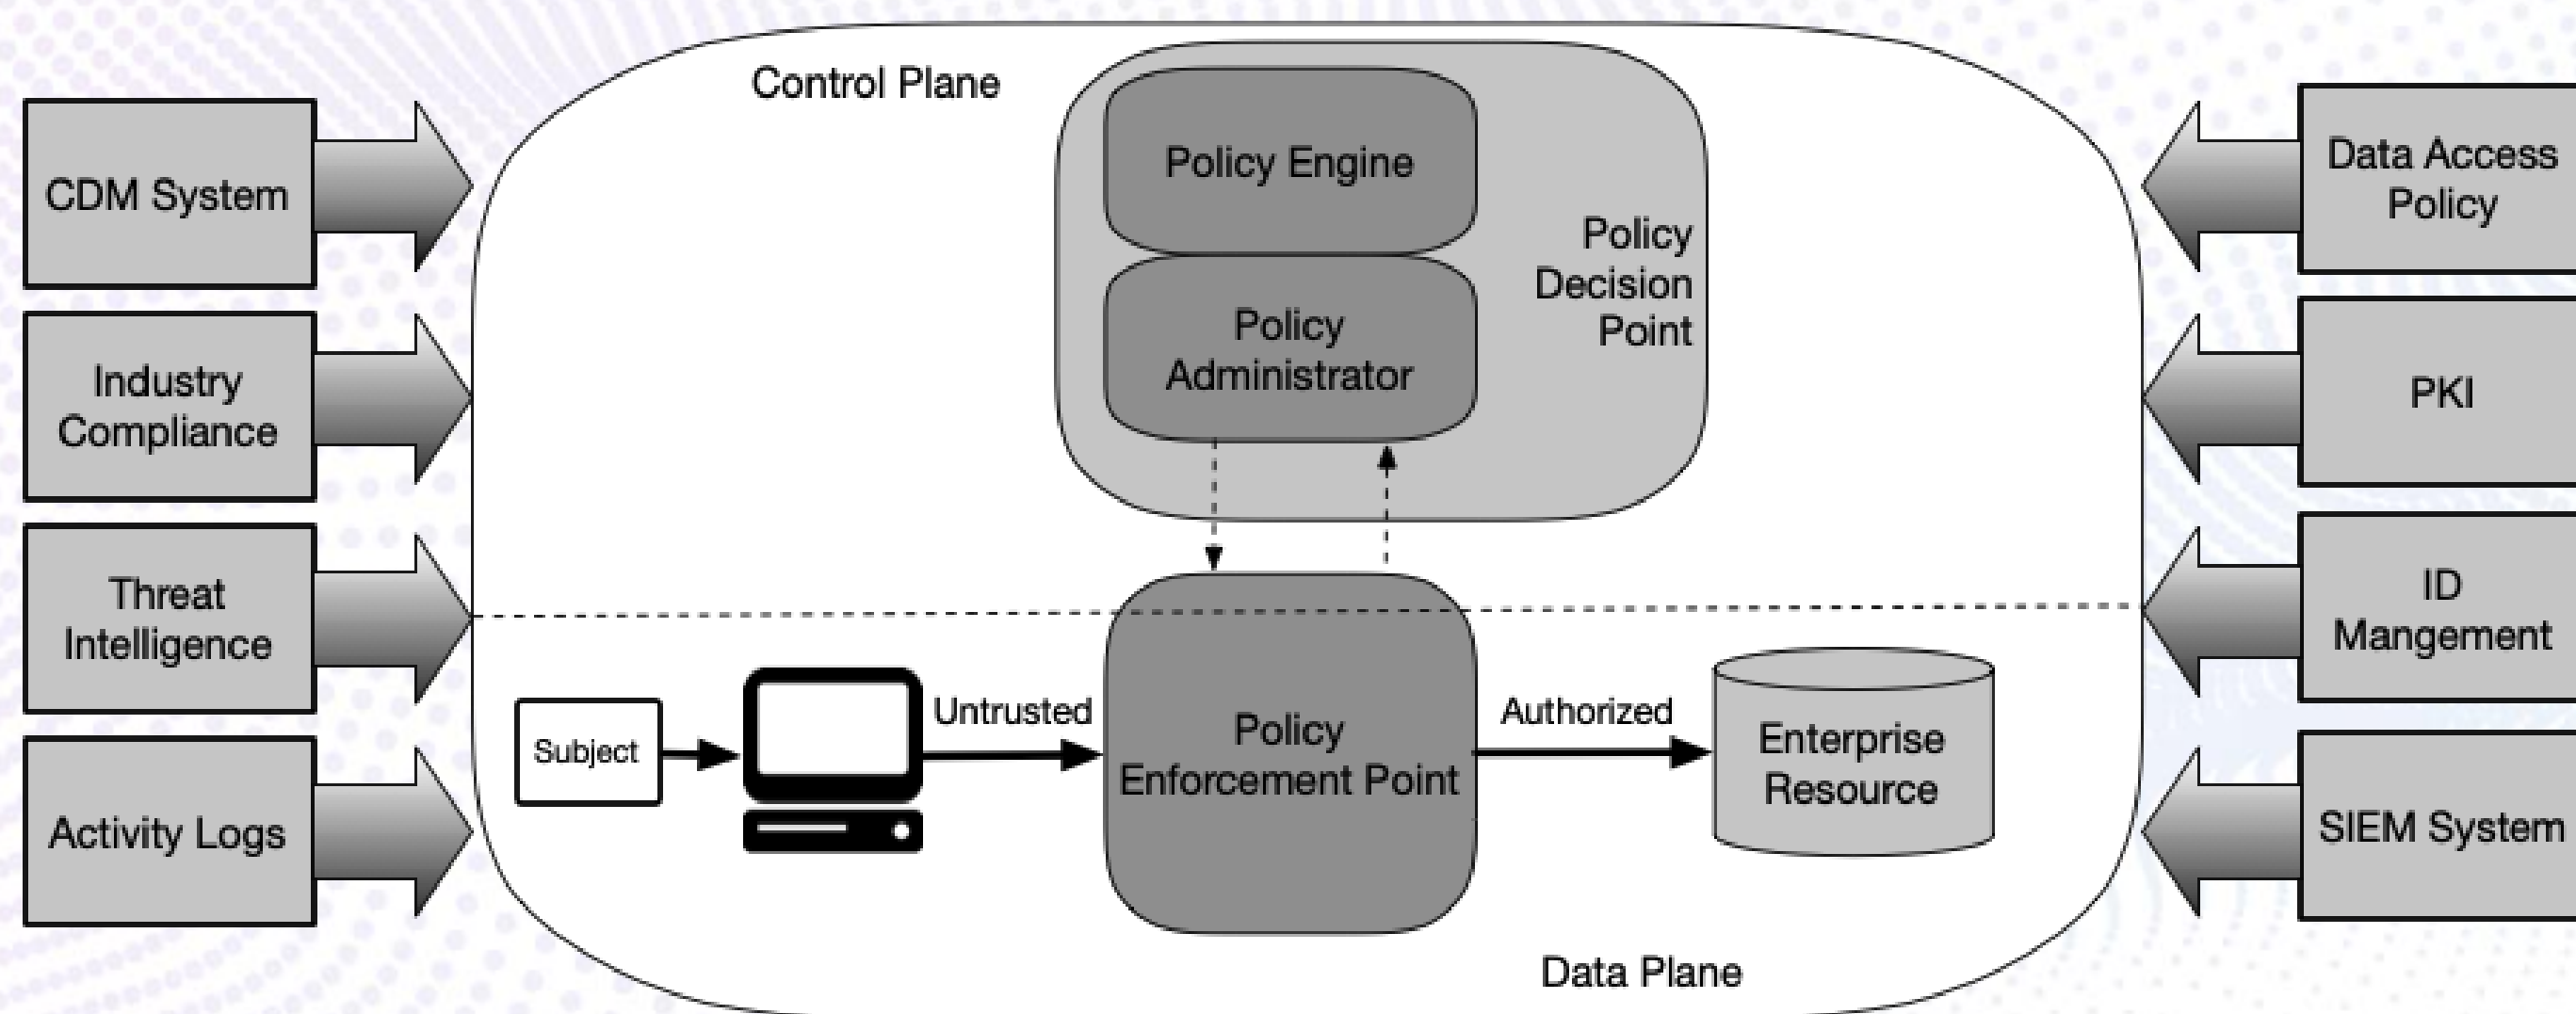 Control Plane
CDM System
Industry
Compliance
Threat
Intelligence
Activity Logs
Policy Engine
Policy
Administrator
Policy
Decision
Point
Subject
Untrusted
Policy
Enforcement Point
Authorized
Enterprise
Resource
Data Plane
Data Access
Policy
PKI
ID
Mangement
SIEM System